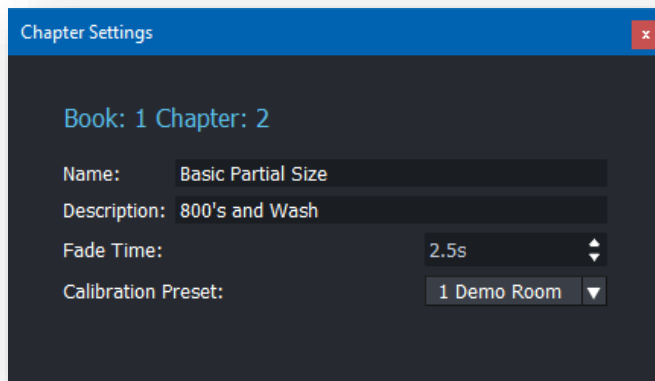 Chapter Settings x
Book: 1 Chapter: 2
Name: Basic Partial Size
Description: 800's and Wash
Fade Time: 2.5s
Calibration Preset: 1 Demo Room